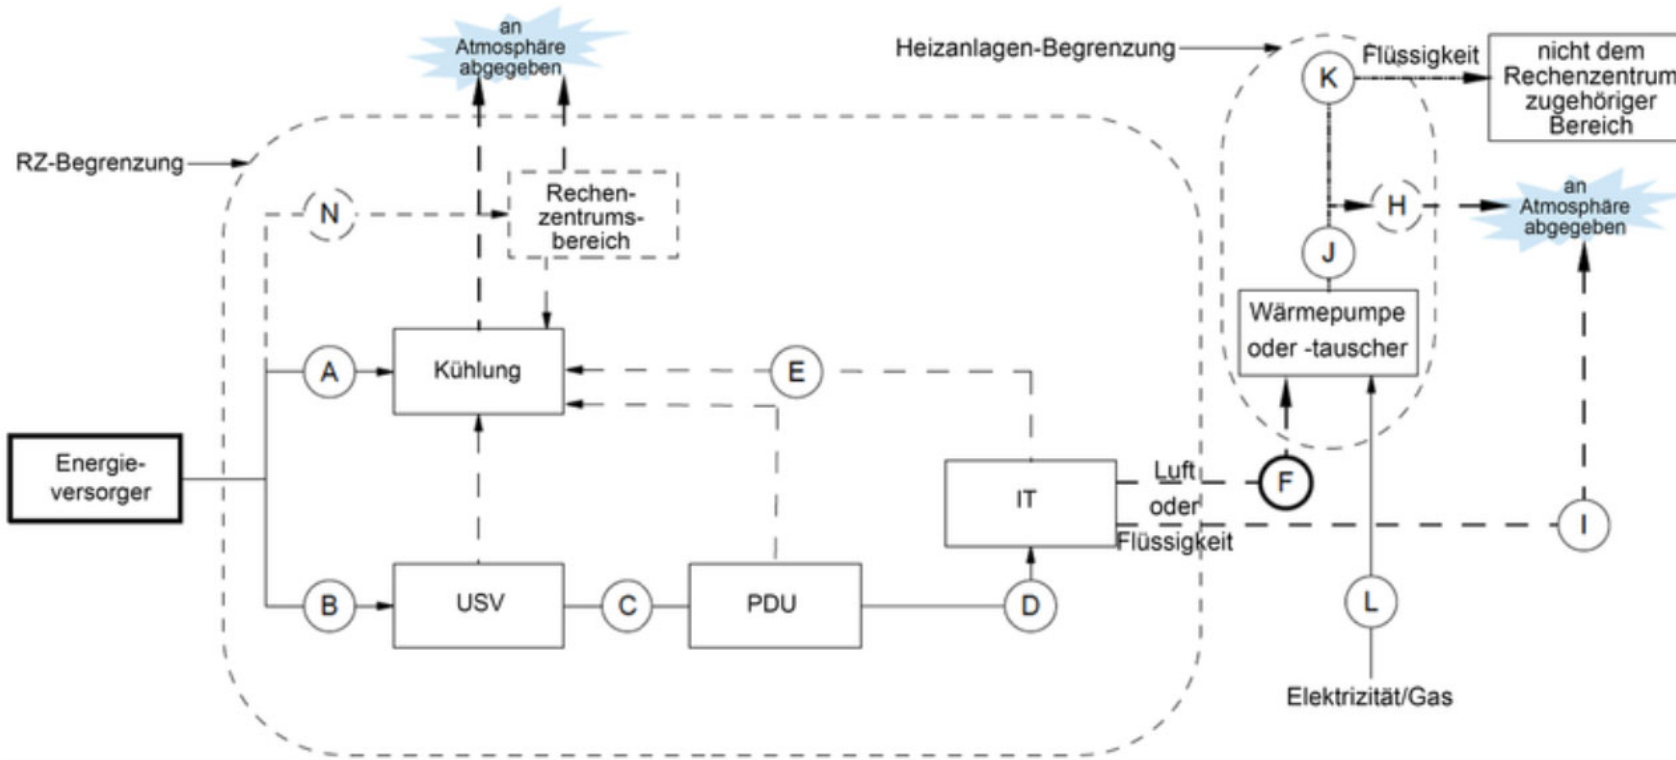 an
Atmosphäre
abgegeben
Heizanlagen-Begrenzung
K
Flüssigkeit
nicht dem
Rechenzentrum
zugehöriger
Bereich
RZ-Begrenzung
N
Rechen-
zentrums-
bereich
H
an
Atmosphäre
abgegeben
J
Wärmepumpe
oder -tauscher
A
Kühlung
E
Energie-
versorger
IT
Luft
oder
Flüssigkeit
F
I
B
USV
C
PDU
D
L
Elektrizität/Gas